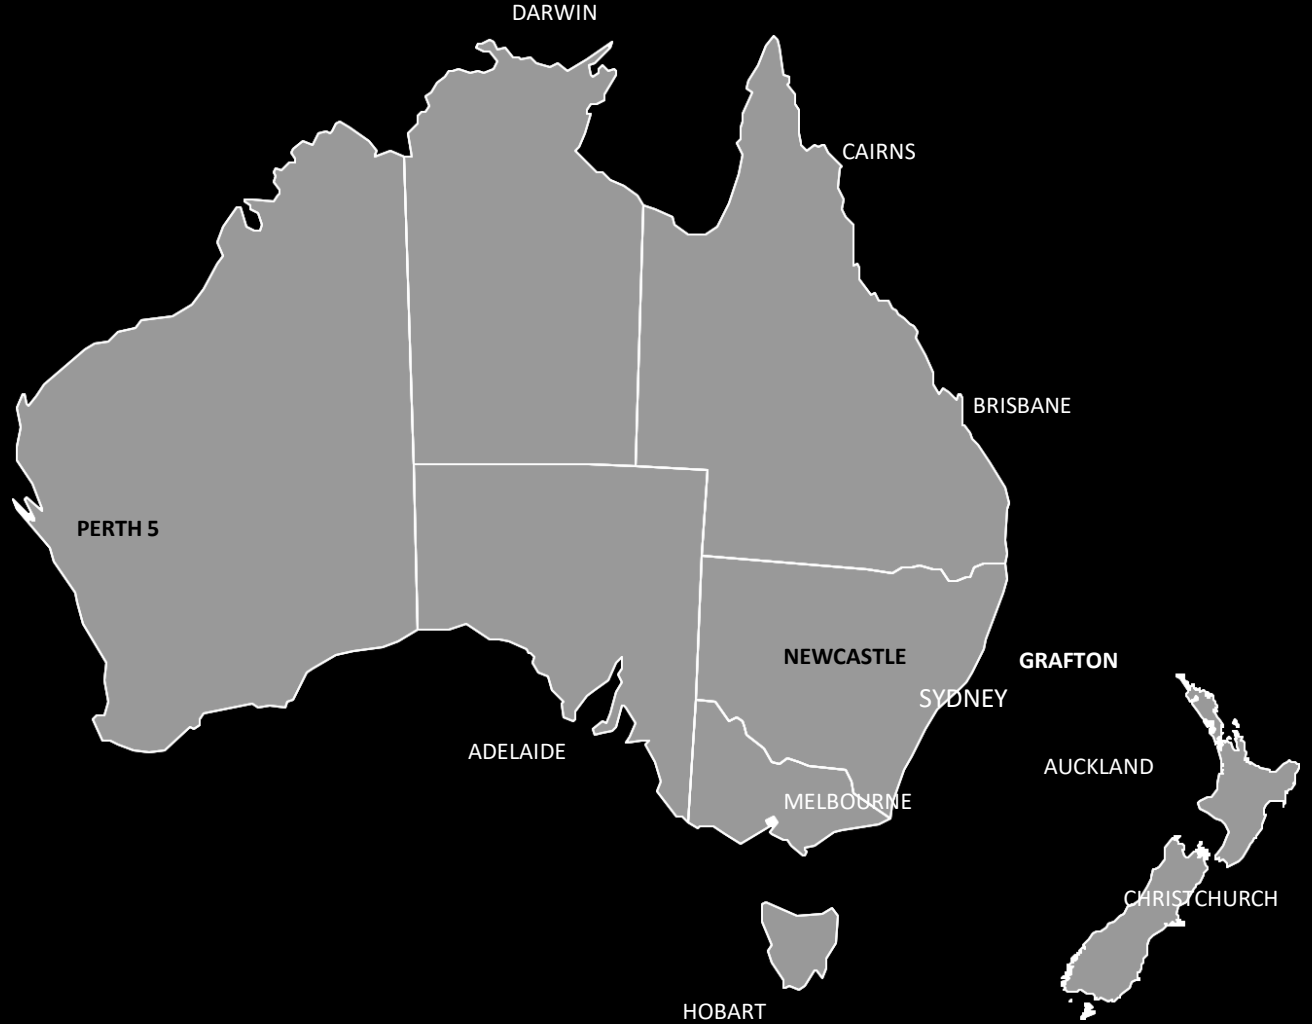 DARWIN
CAIRNS
BRISBANE
PERTH 5
NEWCASTLE
GRAFTON
SYDNEY
ADELAIDE
AUCKLAND
MELBOURNE
CHRISTCHURCH
HOBART